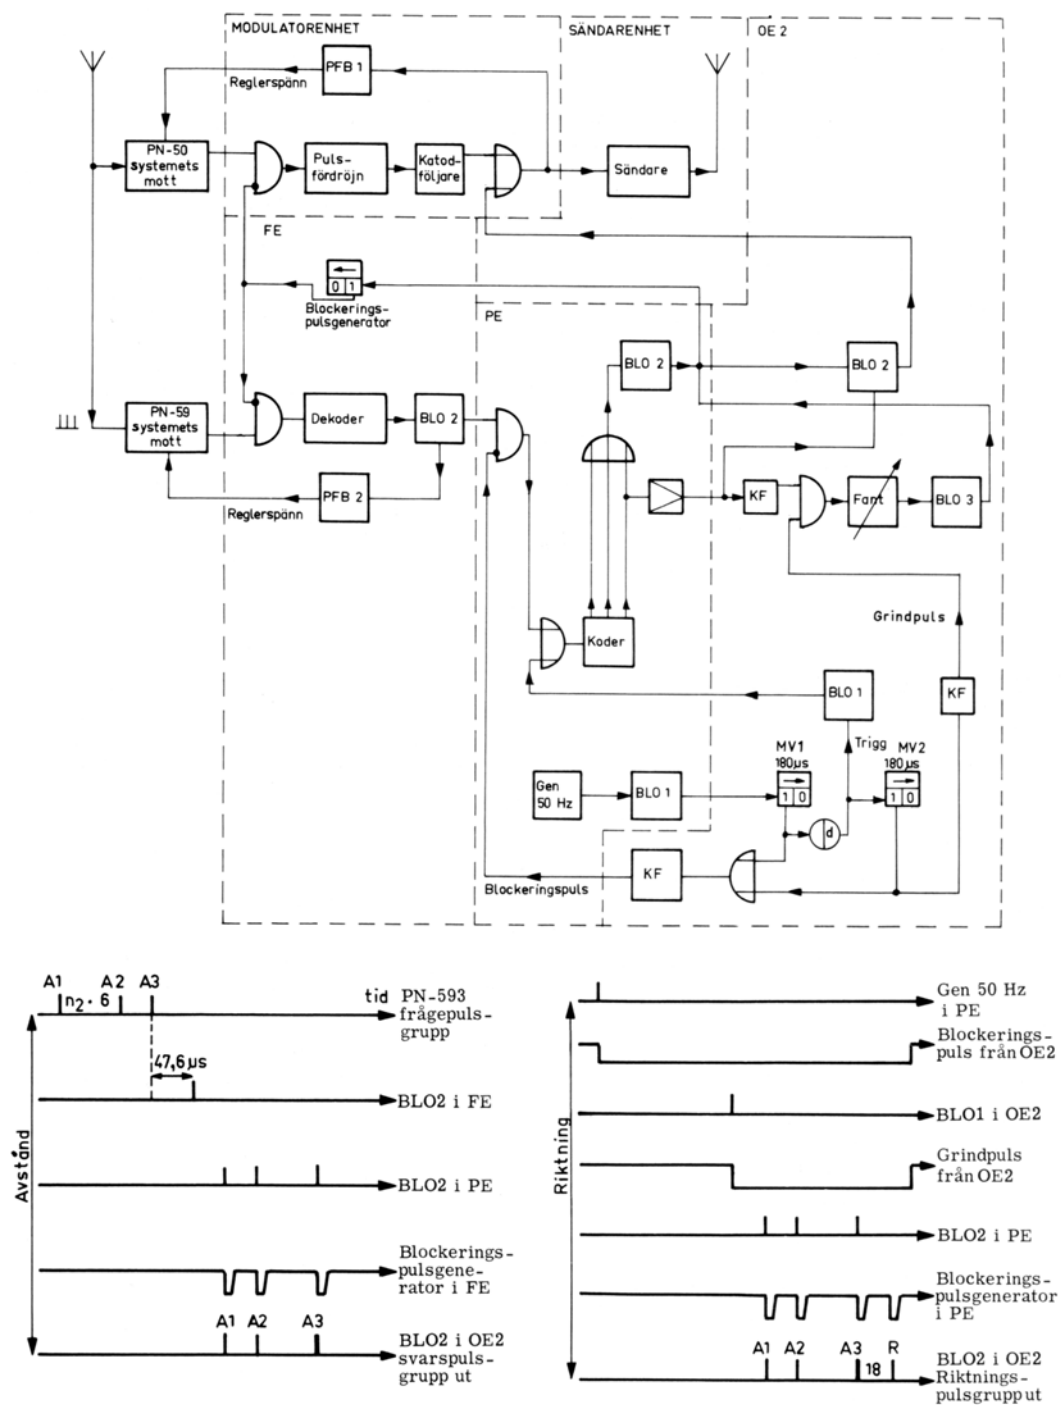 MODULATORENHET
SÄNDARENHET
OE 2
PFB 1
Reglerspänn
PN-50
systemets
mott
Puls-
fördröjn
Katod-
följare
Sändare
FE
0 1
Blockerings-
pulsgenerator
PE
BLO 2
BLO 2
PN-59
systemets
mott
Dekoder
BLO 2
KF
Fant
BLO 3
PFB 2
Reglerspänn
Grindpuls
Koder
BLO 1
KF
Trigg
MV1
180µs
MV2
180µs
Gen
50 Hz
BLO 1
1 0
1 0
d
KF
Blockeringspuls
A1
n2 · 6
A2
A3
tid
PN-593
frågepuls-
grupp
47,6 µs
BLO2 i FE
Avstånd
BLO2 i PE
Blockerings-
pulsgene-
rator i FE
A1
A2
A3
BLO2 i OE2
svarspuls-
grupp ut
Gen 50 Hz
i PE
Blockerings-
puls från OE2
BLO1 i OE2
Riktning
Grindpuls
från OE2
BLO2 i PE
Blockerings-
pulsgenerator
i PE
A1
A2
A3
18
R
BLO2 i OE2
Riktnings-
pulsgrupp ut